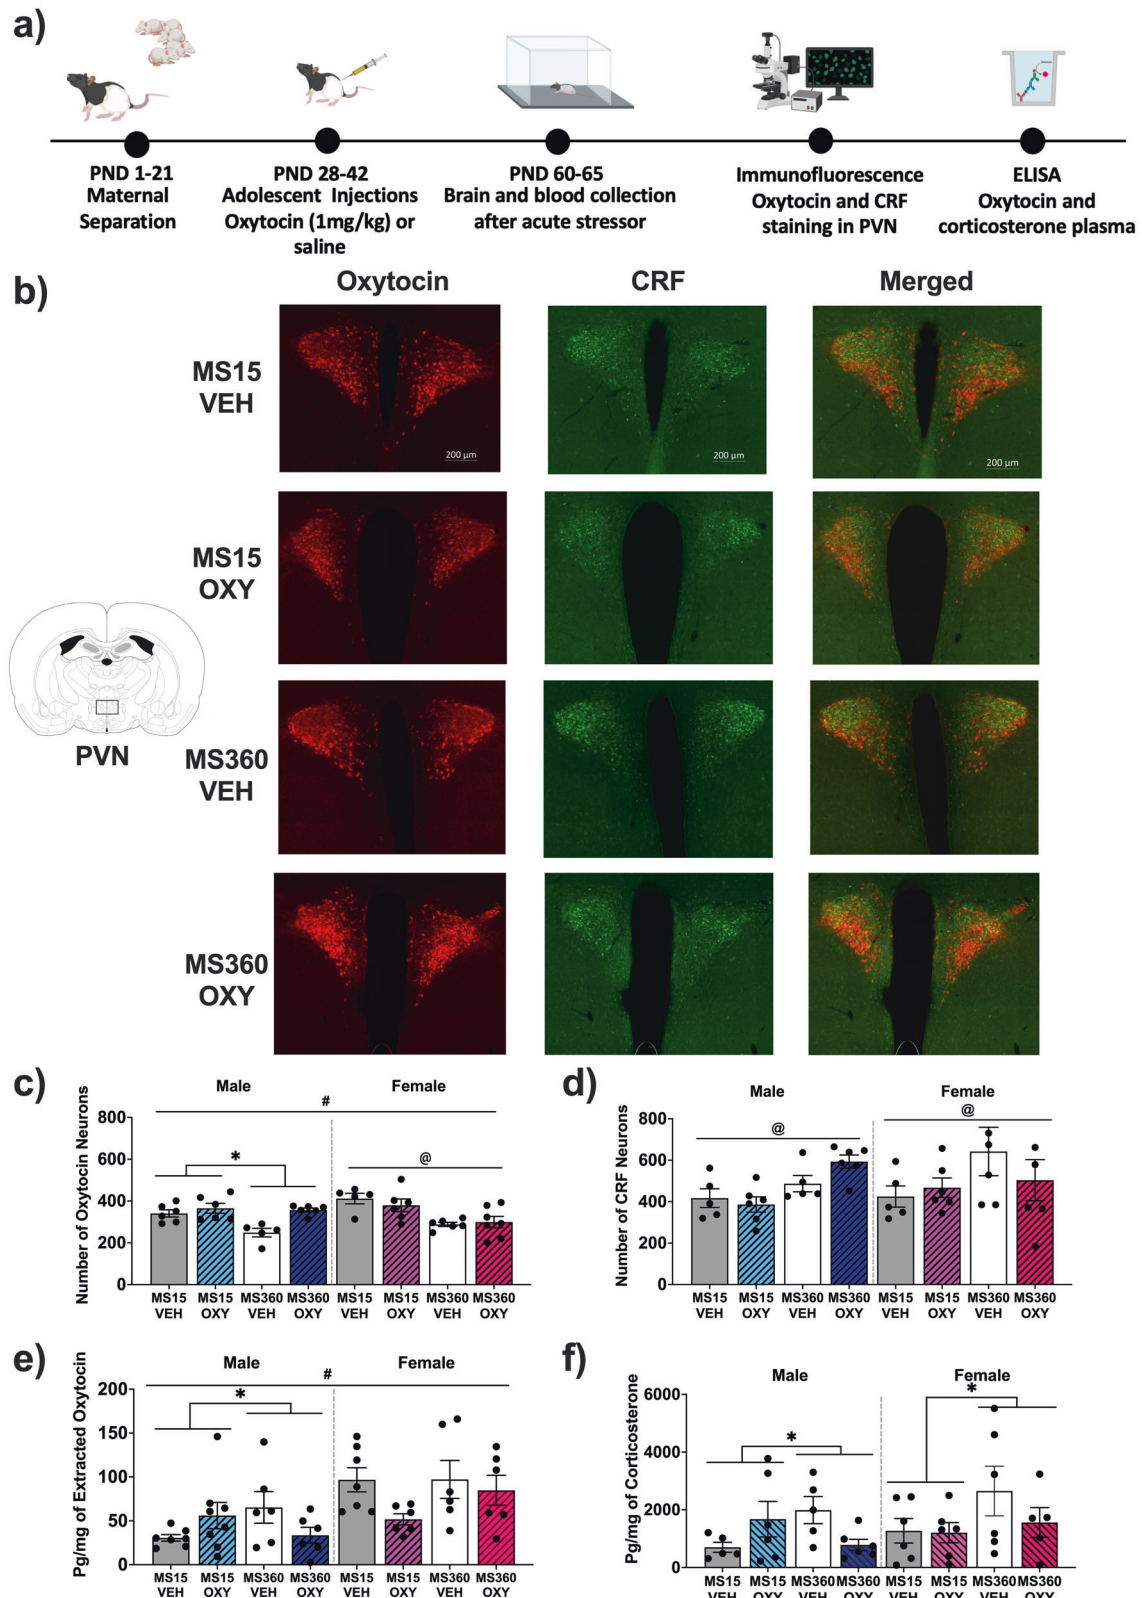 a)
PND 1-21
Maternal
Separation
PND 28-42
Adolescent Injections
Oxytocin (1mg/kg) or
saline
PND 60-65
Brain and blood collection
after acute stressor
Immunofluorescence
Oxytocin and CRF
staining in PVN
ELISA
Oxytocin and
corticosterone plasma
b)
Oxytocin
CRF
Merged
MS15
VEH
200 µm
200 µm
200 µm
MS15
OXY
MS360
VEH
MS360
OXY
PVN
c)
Male
Female
#
*
@
Number of Oxytocin Neurons
800
600
400
200
0
MS15
VEH
MS15
OXY
MS360
VEH
MS360
OXY
MS15
VEH
MS15
OXY
MS360
VEH
MS360
OXY
d)
Male
Female
@
@
Number of CRF Neurons
800
600
400
200
0
MS15
VEH
MS15
OXY
MS360
VEH
MS360
OXY
MS15
VEH
MS15
OXY
MS360
VEH
MS360
OXY
e)
Male
Female
#
*
Pg/mg of Extracted Oxytocin
200
150
100
50
0
MS15
VEH
MS15
OXY
MS360
VEH
MS360
OXY
MS15
VEH
MS15
OXY
MS360
VEH
MS360
OXY
f)
Male
Female
*
*
Pg/mg of Corticosterone
6000
4000
2000
0
MS15
VEH
MS15
OXY
MS360
VEH
MS360
OXY
MS15
VEH
MS15
OXY
MS360
VEH
MS360
OXY